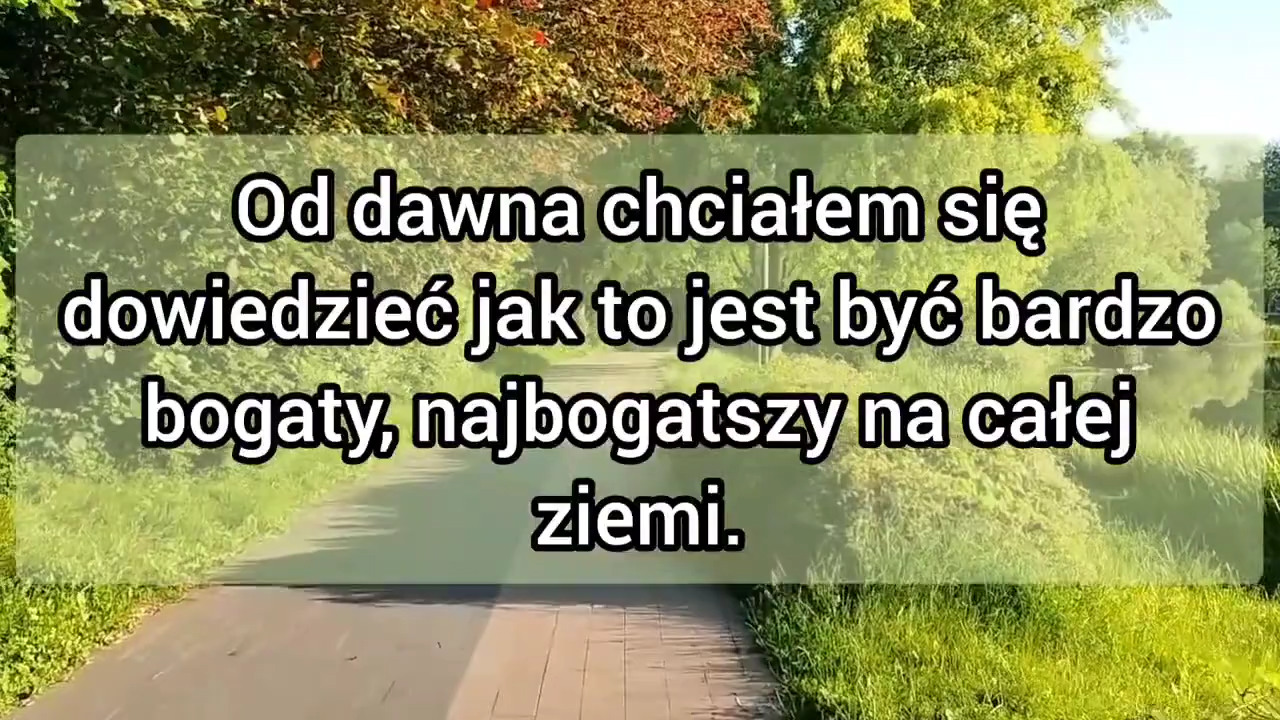 Od dawna chciałem się
dowiedzieć jak to jest być bardzo
bogaty, najbogatszy na całej
ziemi.